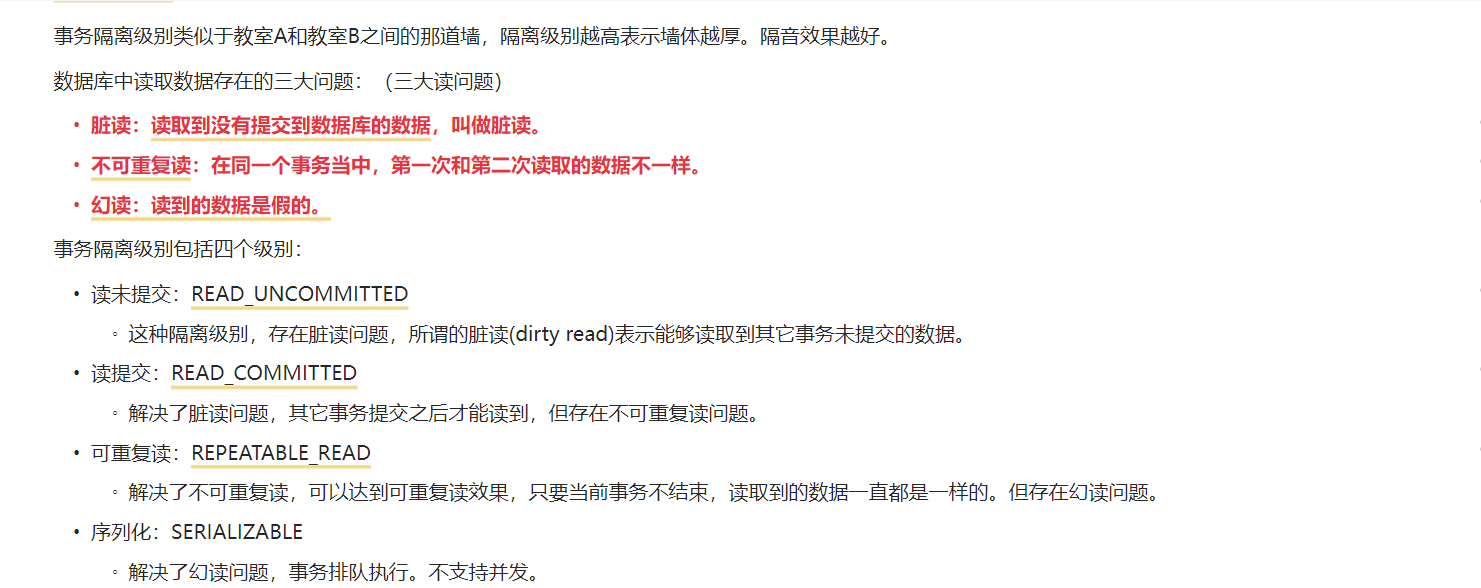 事务隔离级别类似于教室A和教室B之间的那道墙，隔离级别越高表示墙体越厚。隔音效果越好。
数据库中读取数据存在的三大问题：（三大读问题）
• 脏读：读取到没有提交到数据库的数据，叫做脏读。
• 不可重复读：在同一个事务当中，第一次和第二次读取的数据不一样。
• 幻读：读到的数据是假的。
事务隔离级别包括四个级别：
• 读未提交：READ_UNCOMMITTED
◦ 这种隔离级别，存在脏读问题，所谓的脏读(dirty read)表示能够读取到其它事务未提交的数据。
• 读提交：READ_COMMITTED
◦ 解决了脏读问题，其它事务提交之后才能读到，但存在不可重复读问题。
• 可重复读：REPEATABLE_READ
◦ 解决了不可重复读，可以达到可重复读效果，只要当前事务不结束，读取到的数据一直都是一样的。但存在幻读问题。
• 序列化：SERIALIZABLE
◦ 解决了幻读问题，事务排队执行。不支持并发。